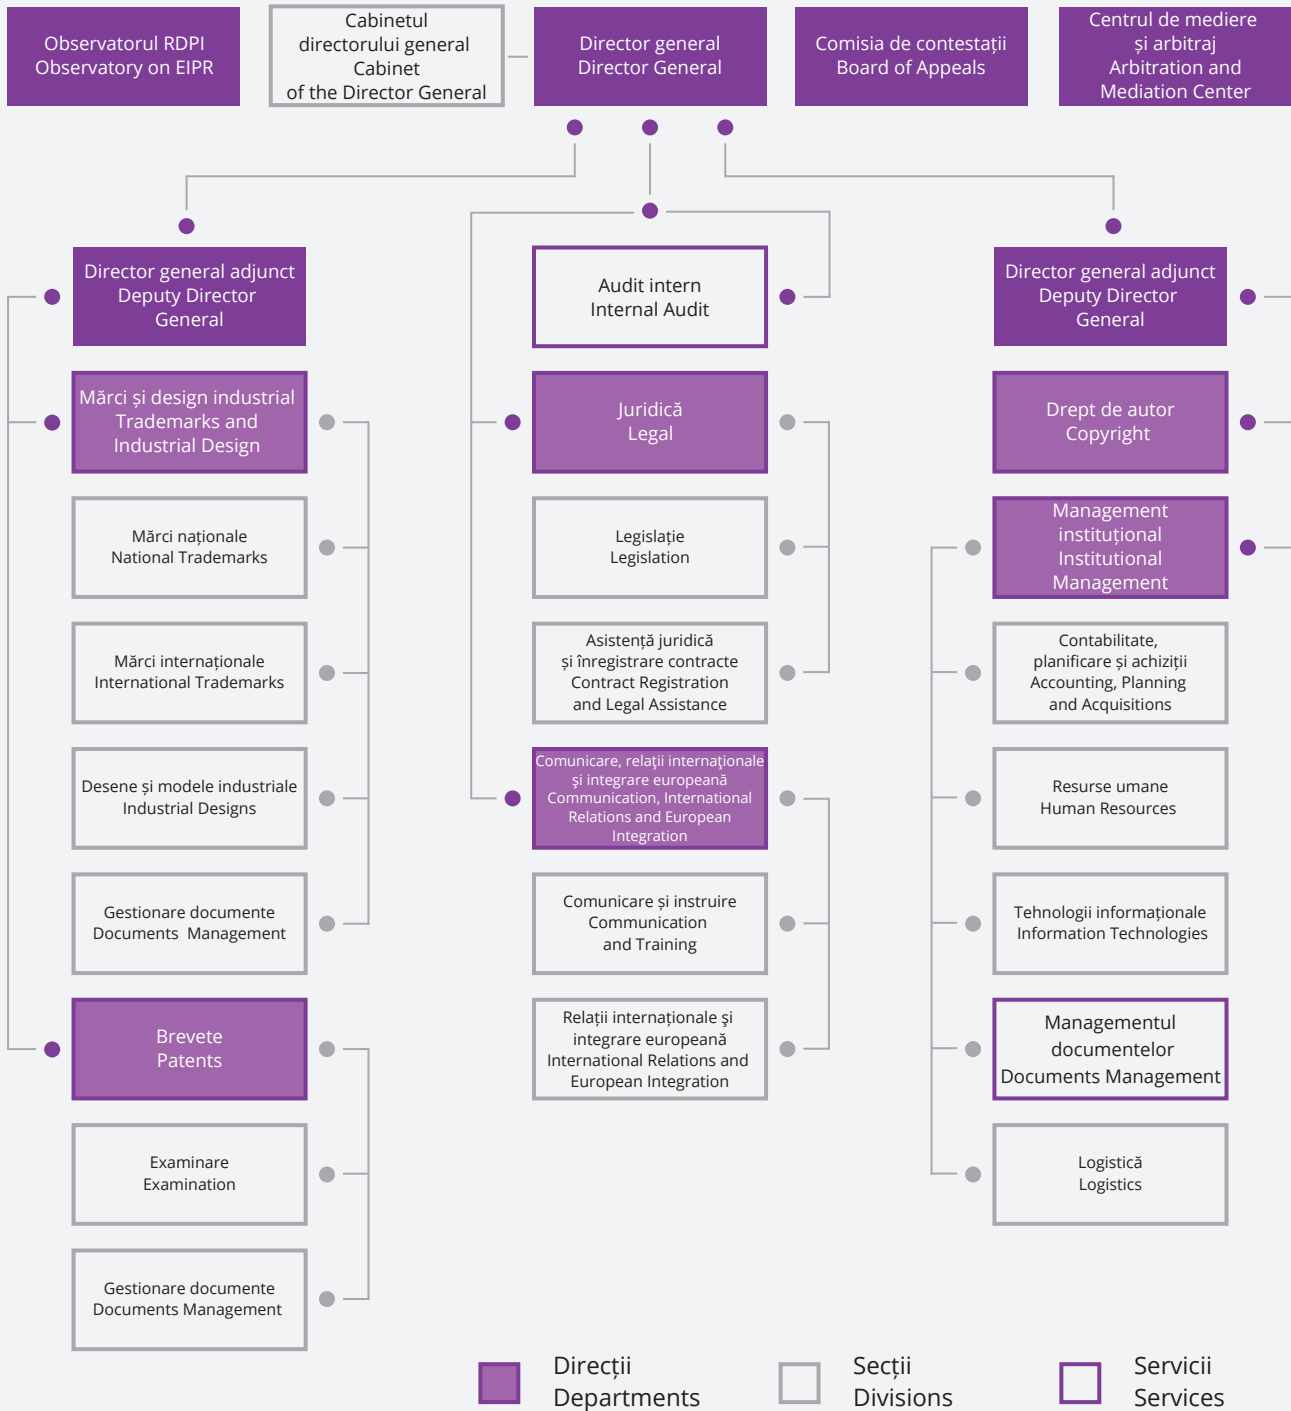 Observatorul RDPI
Observatory on EIPR
Cabinetul
directorului general
Cabinet
of the Director General
Director general
Director General
Comisia de contestații
Board of Appeals
Centrul de mediere
și arbitraj
Arbitration and
Mediation Center
Director general adjunct
Deputy Director
General
Audit intern
Internal Audit
Director general adjunct
Deputy Director
General
Mărci și design industrial
Trademarks and
Industrial Design
Juridică
Legal
Drept de autor
Copyright
Mărci naționale
National Trademarks
Legislație
Legislation
Management
instituțional
Institutional
Management
Mărci internaționale
International Trademarks
Asistență juridică
și înregistrare contracte
Contract Registration
and Legal Assistance
Contabilitate,
planificare și achiziții
Accounting, Planning
and Acquisitions
Desene și modele industriale
Industrial Designs
Comunicare, relaţii internaţionale
şi integrare europeană
Communication, International
Relations and European
Integration
Resurse umane
Human Resources
Gestionare documente
Documents  Management
Comunicare și instruire
Communication
and Training
Tehnologii informaționale
Information Technologies
Brevete
Patents
Relații internaționale şi
integrare europeană
International Relations and
European Integration
Managementul
documentelor
Documents Management
Examinare
Examination
Logistică
Logistics
Gestionare documente
Documents Management
Direcții
Departments
Secții
Divisions
Servicii
Services